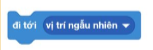 đi tới vị trí ngẫu nhiên